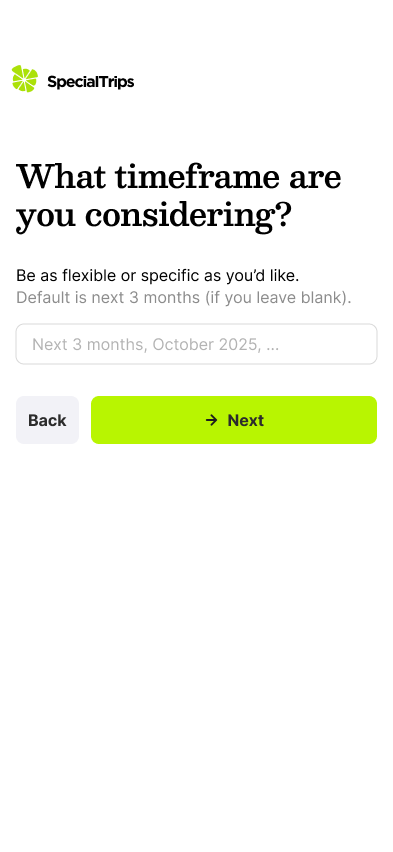 SpecialTrips
What timeframe are
you considering?
Be as flexible or specific as you’d like.
Default is next 3 months (if you leave blank).
Next 3 months, October 2025, ...
Back
→ Next